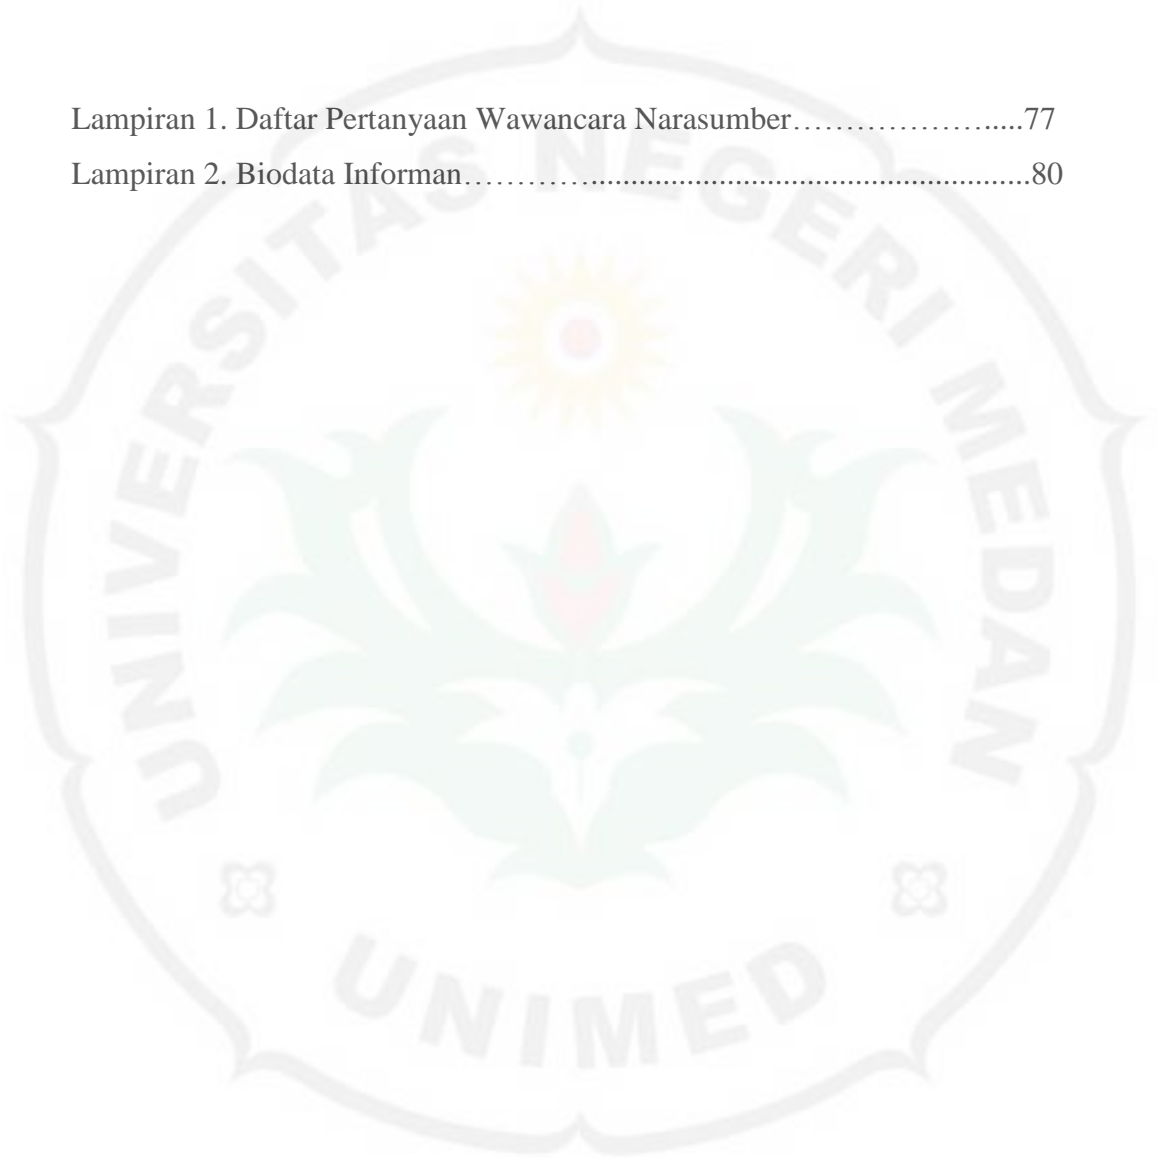 Lampiran 1. Daftar Pertanyaan Wawancara Narasumber…………………....77
Lampiran 2. Biodata Informan…………......................................................80
UNIVERSITAS NEGERI MEDAN
UNIMED